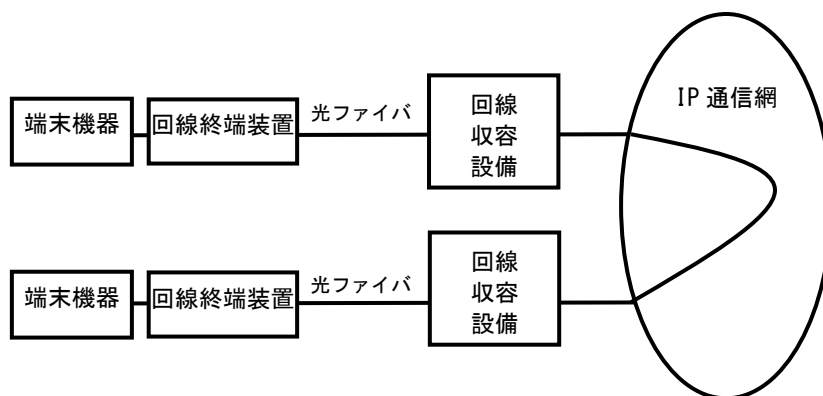 IP 通信網
端末機器
回線終端装置
光ファイバ
回線
収容
設備
端末機器
回線終端装置
光ファイバ
回線
収容
設備